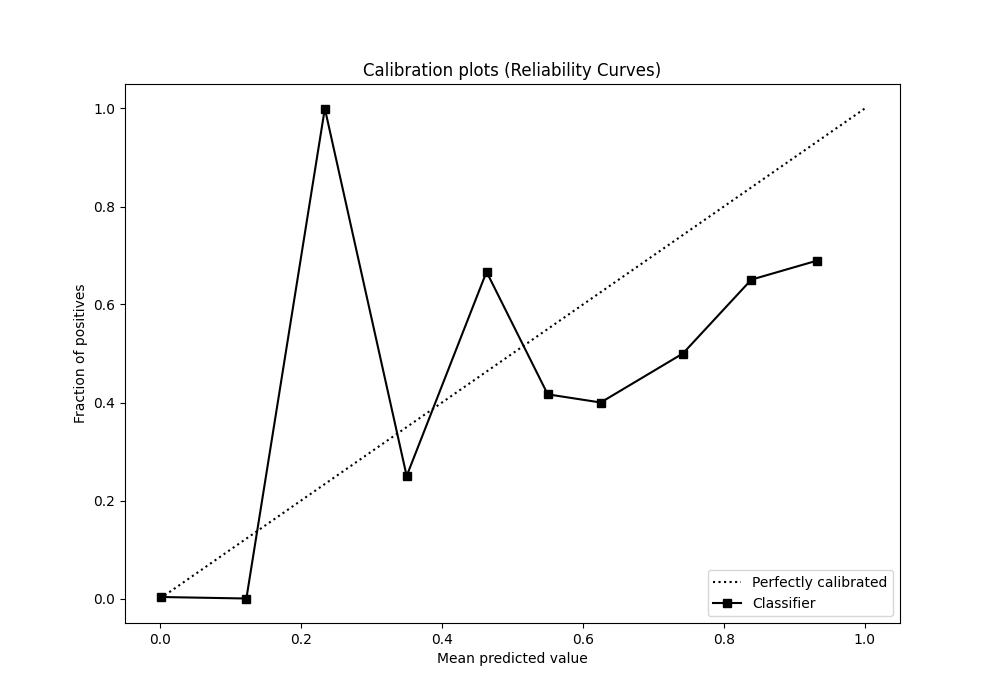 Calibration plots (Reliability Curves)
1.0
0.8
0.6
0.4
0.2
0.0
Fraction of positives
Perfectly calibrated
Classifier
0.0 0.2 0.4 0.6 0.8 1.0
Mean predicted value